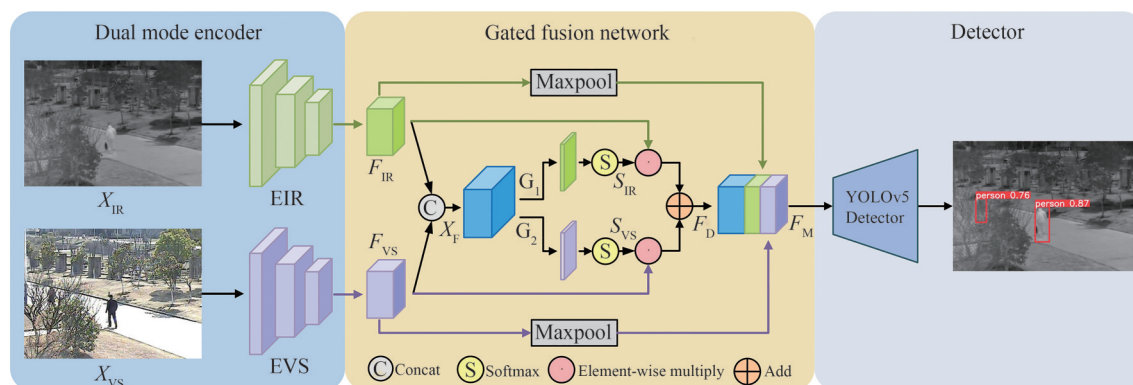 Dual mode encoder
Gated fusion network
Detector
Maxpool
X_IR
EIR
F_IR
G_1
S
S_IR
C
X_F
G_2
S
S_VS
F_D
F_M
YOLOv5
Detector
person 0.76
person 0.87
F_VS
X_VS
EVS
Maxpool
C Concat
S Softmax
Element-wise multiply
Add